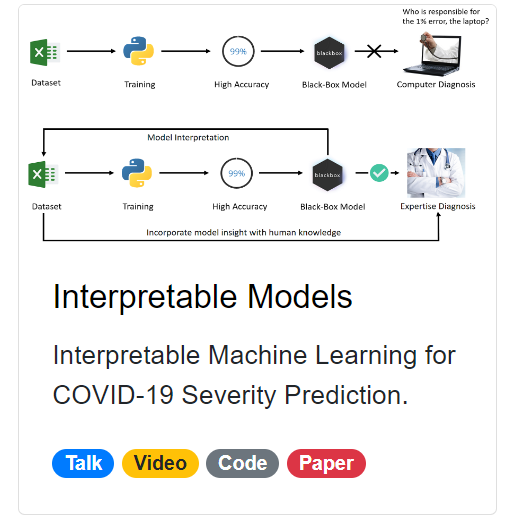 Who is responsible for
the 1% error, the laptop?
99%
blackbox
Dataset
Training
High Accuracy
Black-Box Model
Computer Diagnosis
Model Interpretation
99%
blackbox
Dataset
Training
High Accuracy
Black-Box Model
Expertise Diagnosis
Incorporate model insight with human knowledge
Interpretable Models
Interpretable Machine Learning for
COVID-19 Severity Prediction.
Talk Video Code Paper